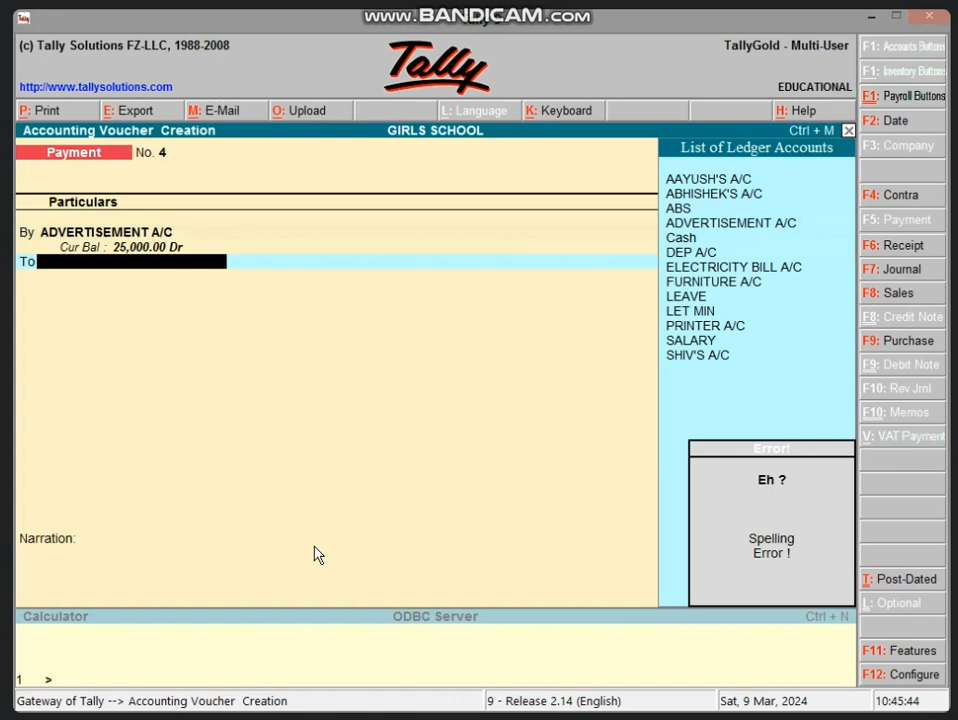 www.BANDICAM.com
(c) Tally Solutions FZ-LLC, 1988-2008
Tally
TallyGold - Multi-User
http://www.tallysolutions.com
EDUCATIONAL
P: Print
E: Export
M: E-Mail
O: Upload
L: Language
K: Keyboard
H: Help
Accounting Voucher Creation
GIRLS SCHOOL
Ctrl + M
Payment No. 4
Particulars
By ADVERTISEMENT A/C
Cur Bal : 25,000.00 Dr
To
Narration:
List of Ledger Accounts
AAYUSH'S A/C
ABHISHEK'S A/C
ABS
ADVERTISEMENT A/C
Cash
DEP A/C
ELECTRICITY BILL A/C
FURNITURE A/C
LEAVE
LET MIN
PRINTER A/C
SALARY
SHIV'S A/C
Error!
Eh ?
Spelling
Error !
F1: Accounts Buttons
F1: Inventory Buttons
F1: Payroll Buttons
F2: Date
F3: Company
F4: Contra
F5: Payment
F6: Receipt
F7: Journal
F8: Sales
F8: Credit Note
F9: Purchase
F9: Debit Note
F10: Rev Jrnl
F10: Memos
V: VAT Payment
T: Post-Dated
L: Optional
F11: Features
F12: Configure
Calculator
ODBC Server
Ctrl + N
1 >
Gateway of Tally --> Accounting Voucher Creation
9 - Release 2.14 (English)
Sat, 9 Mar, 2024
10:45:44